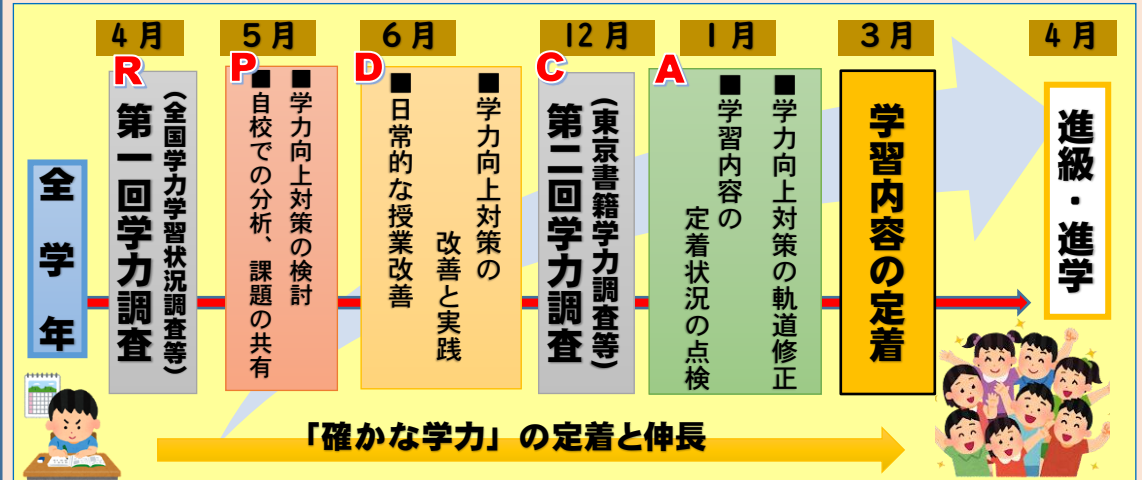 4月
5月
6月
12月
1月
3月
4月
全学年
R
(全国学力学習状況調査等)
第一回学力調査
P
■学力向上対策の検討
■自校での分析、課題の共有
D
■学力向上対策の
改善と実践
■日常的な授業改善
C
(東京書籍学力調査等)
第二回学力調査
A
■学力向上対策の軌道修正
■学習内容の
定着状況の点検
学習内容の定着
進級・進学
「確かな学力」の定着と伸長